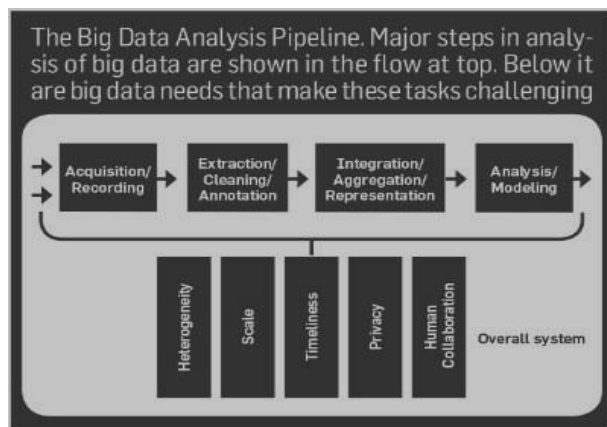 The Big Data Analysis Pipeline. Major steps in analy-
sis of big data are shown in the flow at top. Below it
are big data needs that make these tasks challenging
Acquisition/
Recording
Extraction/
Cleaning/
Annotation
Integration/
Aggregation/
Representation
Analysis/
Modeling
Heterogeneity
Scale
Timeliness
Privacy
Human
Collaboration
Overall system